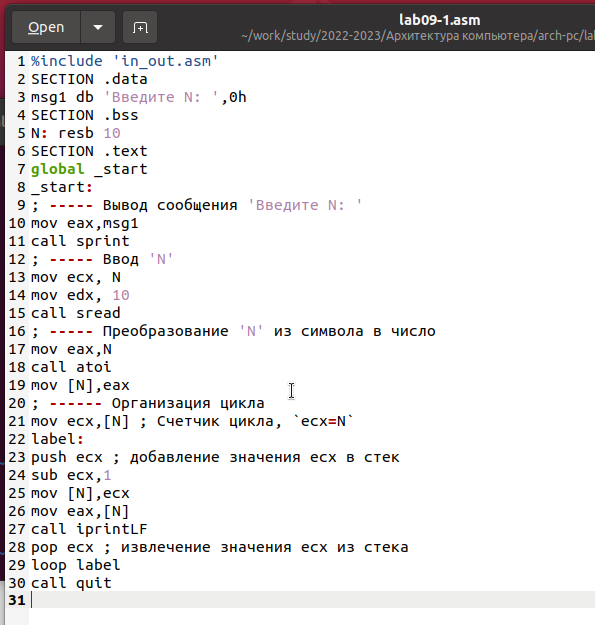 Open
lab09-1.asm
~/work/study/2022-2023/Архитектура компьютера/arch-pc/lab
1 %include 'in_out.asm'
2 SECTION .data
3 msg1 db 'Введите N: ',0h
4 SECTION .bss
5 N: resb 10
6 SECTION .text
7 global _start
8 _start:
9 ; ----- Вывод сообщения 'Введите N: '
10 mov eax,msg1
11 call sprint
12 ; ----- Ввод 'N'
13 mov ecx, N
14 mov edx, 10
15 call sread
16 ; ----- Преобразование 'N' из символа в число
17 mov eax,N
18 call atoi
19 mov [N],eax
20 ; ------ Организация цикла
21 mov ecx,[N] ; Счетчик цикла, `ecx=N`
22 label:
23 push ecx ; добавление значения ecx в стек
24 sub ecx,1
25 mov [N],ecx
26 mov eax,[N]
27 call iprintLF
28 pop ecx ; извлечение значения ecx из стека
29 loop label
30 call quit
31